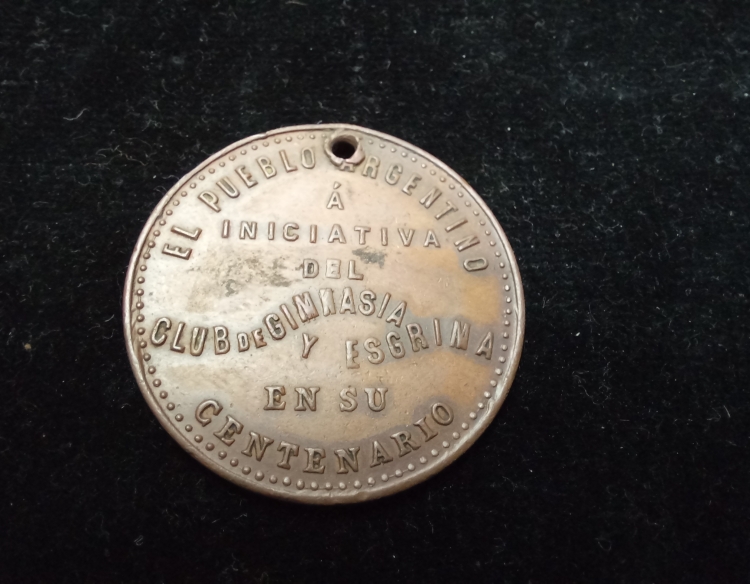 EL PUEBLO ARGENTINO
Á
INICIATIVA
DEL
CLUB DE GIMNASIA
Y ESGRIMA
EN SU
CENTENARIO